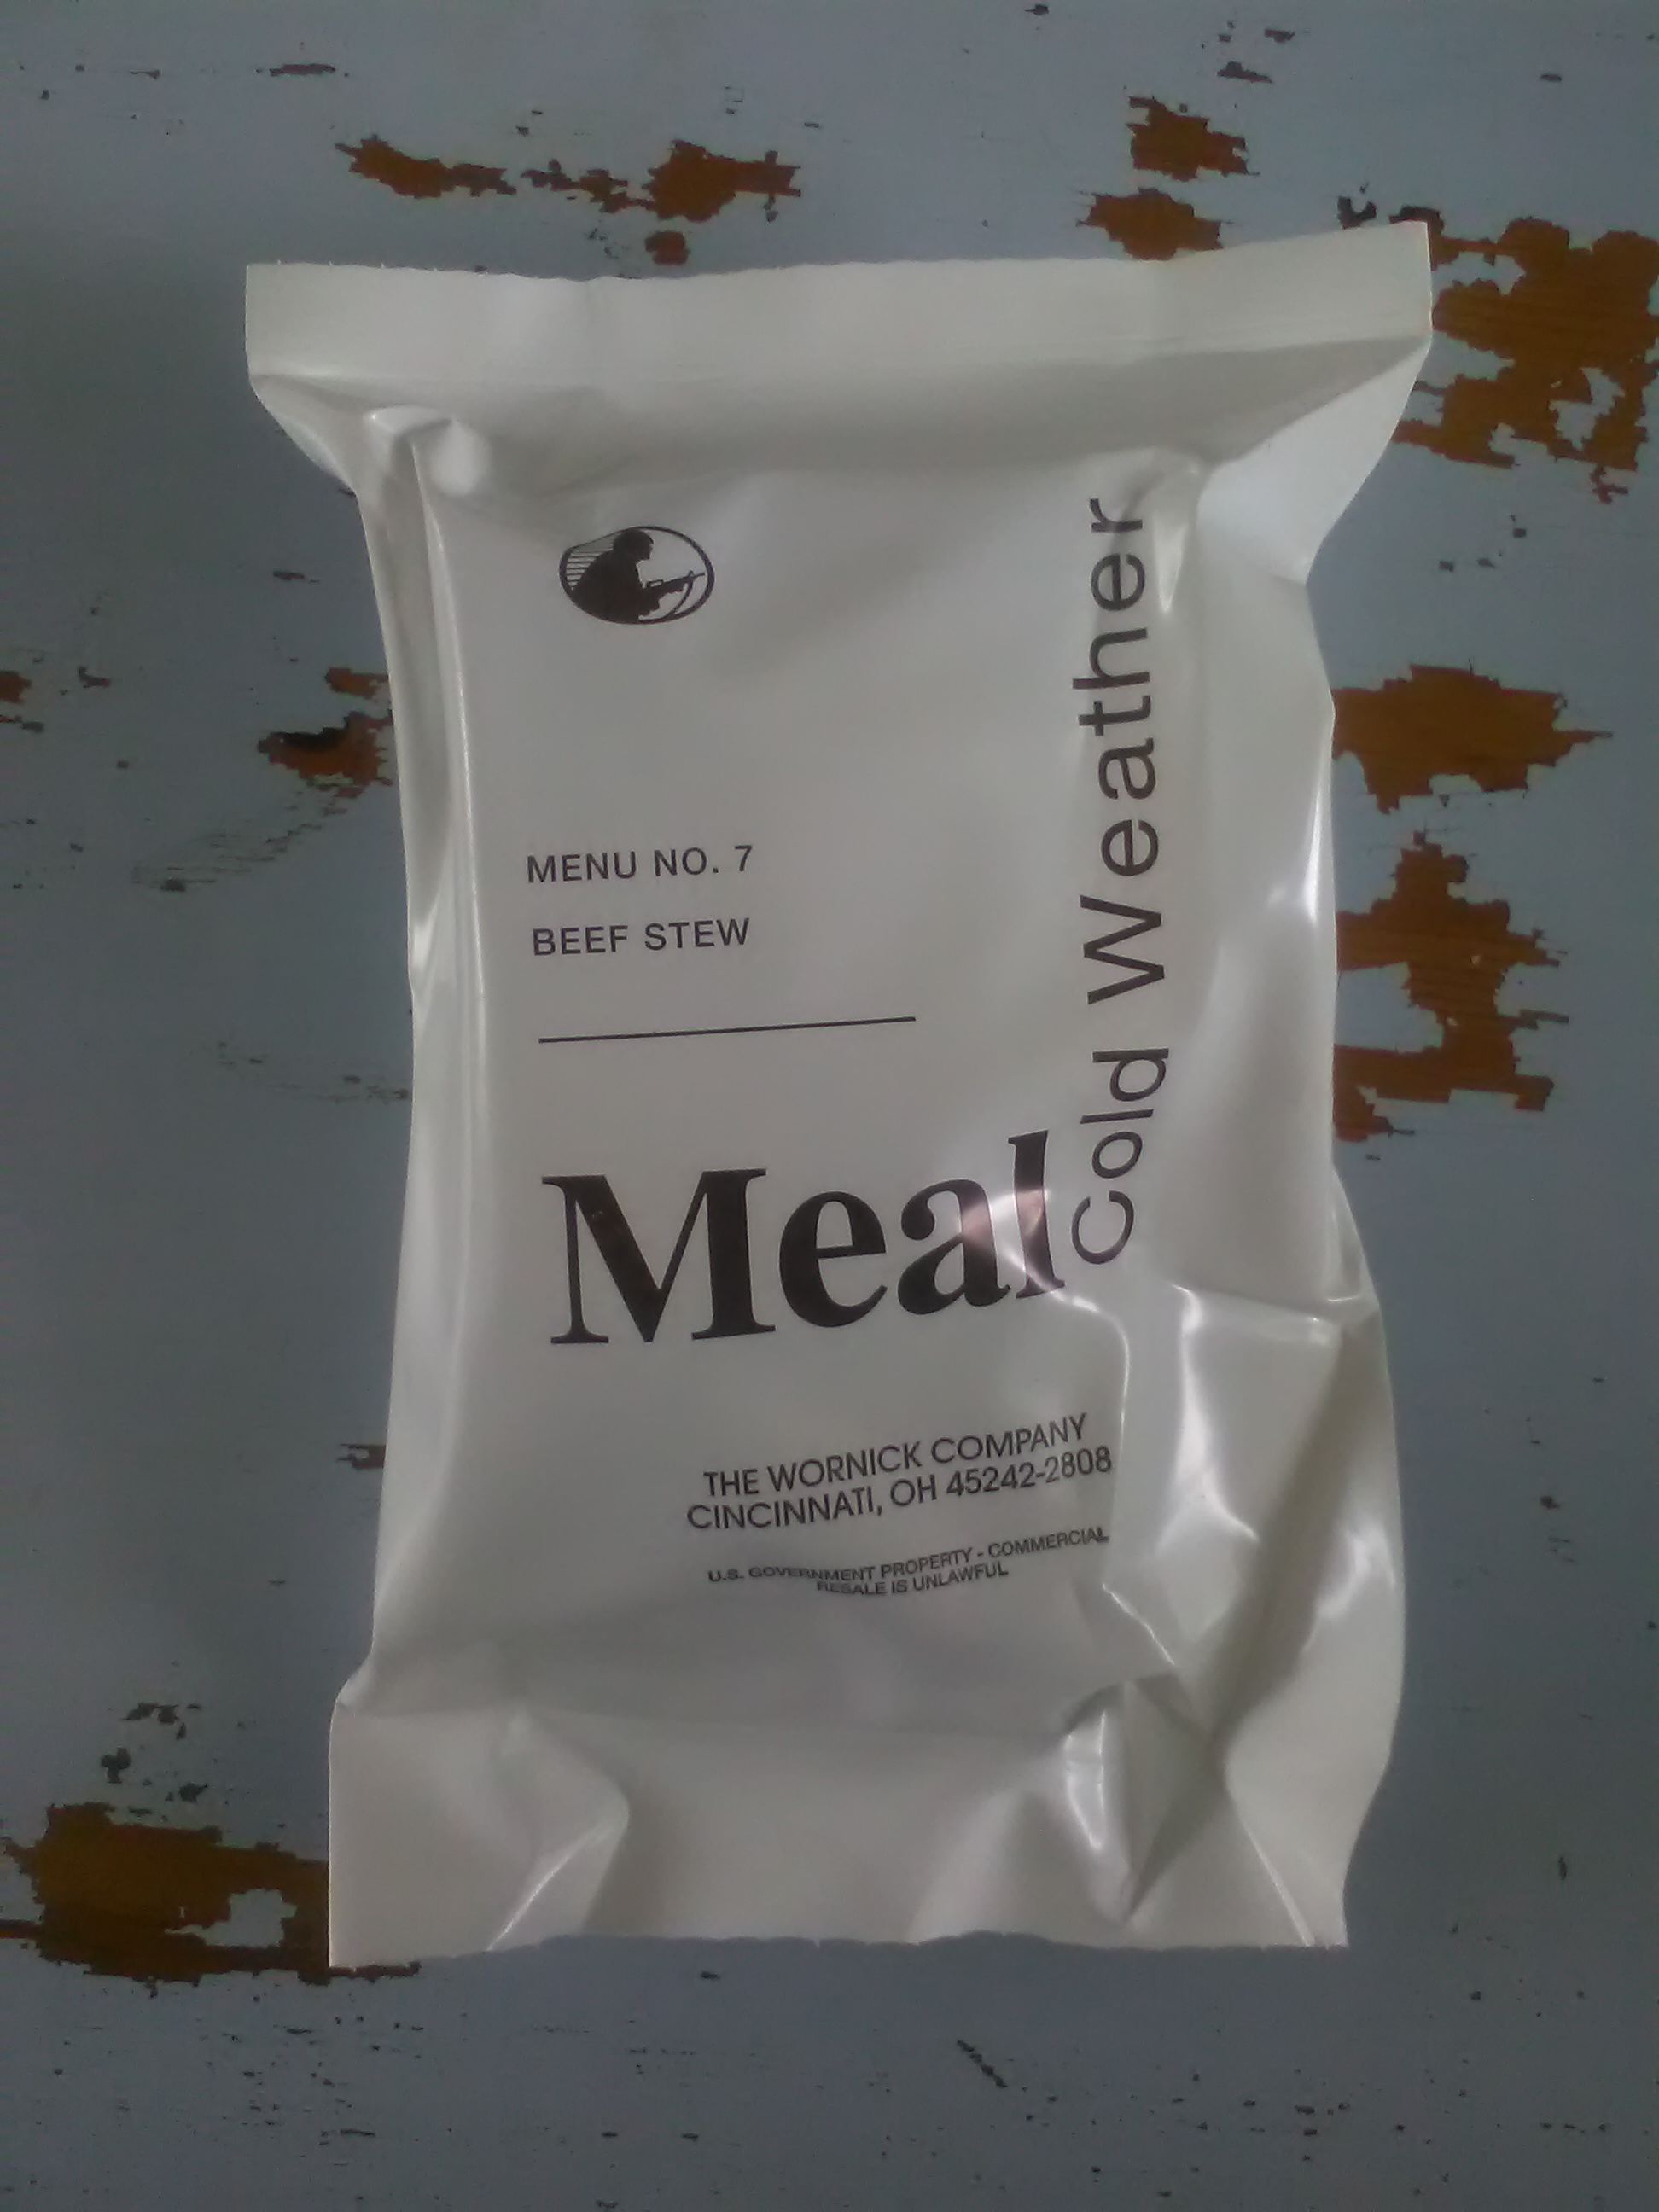 MENU NO. 7
BEEF STEW
Meal
Cold Weather
THE WORNICK COMPANY
CINCINNATI, OH 45242-2808
U.S. GOVERNMENT PROPERTY - COMMERCIAL
RESALE IS UNLAWFUL